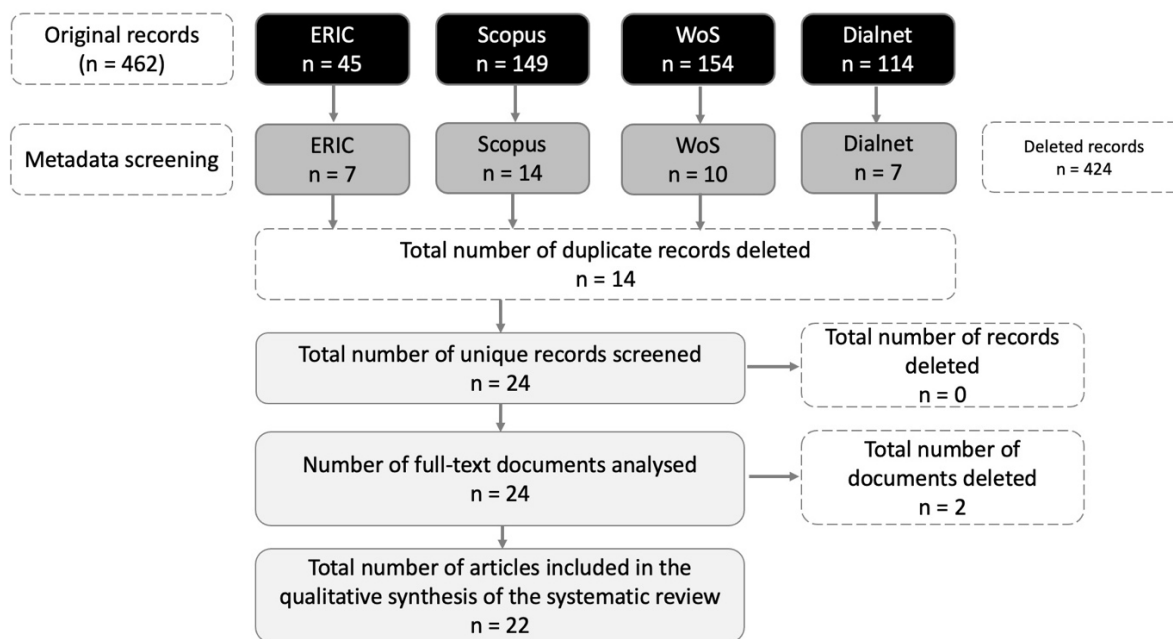 Original records
(n = 462)
ERIC
n = 45
Scopus
n = 149
WoS
n = 154
Dialnet
n = 114
Metadata screening
ERIC
n = 7
Scopus
n = 14
WoS
n = 10
Dialnet
n = 7
Deleted records
n = 424
Total number of duplicate records deleted
n = 14
Total number of unique records screened
n = 24
Total number of records
deleted
n = 0
Number of full-text documents analysed
n = 24
Total number of
documents deleted
n = 2
Total number of articles included in the
qualitative synthesis of the systematic review
n = 22